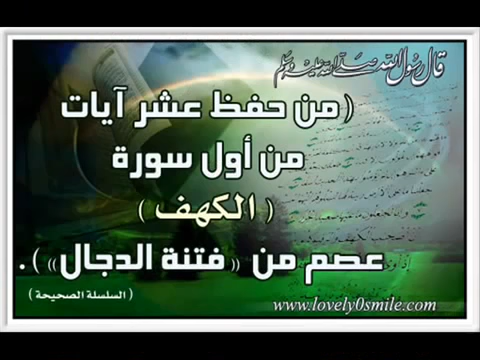 قال رسول الله صلى الله عليه وسلم
( من حفظ عشر آيات
من أول سورة
( الكهف )
عصم من (( فتنة الدجال )) ) .
( السلسلة الصحيحة )
www.lovely0smile.com